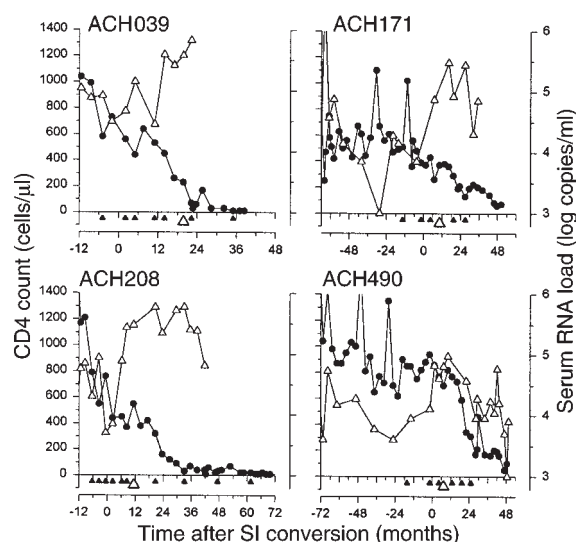 ACH039 ACH171
1400
1200
1000
800
600
400
200
0
6
5
4
3
-12 0 12 24 36 48
-48 -24 0 24 48
ACH208 ACH490
1400
1200
1000
800
600
400
200
0
6
5
4
3
0 12 24 36 48 60 72
-72 -48 -24 0 24 48
CD4 count (cells/µl)
Serum RNA load (log copies/ml)
Time after SI conversion (months)